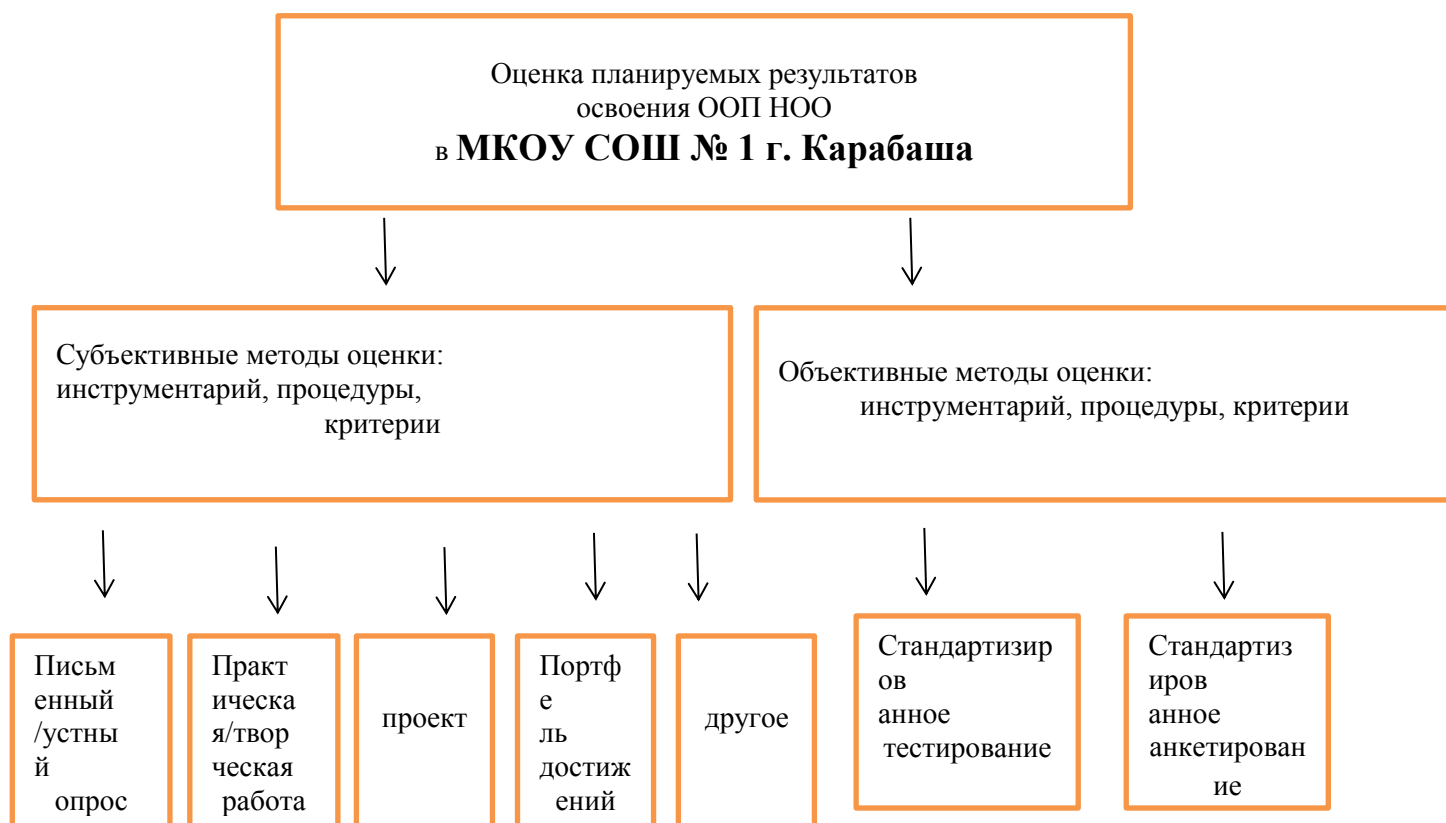 Оценка планируемых результатов
освоения ООП НОО
в МКОУ СОШ № 1 г. Карабаша
Субъективные методы оценки:
инструментарий, процедуры,
критерии
Объективные методы оценки:
инструментарий, процедуры, критерии
Письм
енный
/устны
й
опрос
Практ
ическа
я/твор
ческая
работа
проект
Портф
е
ль
достиж
ений
другое
Стандартизир
ов
анное
тестирование
Стандартиз
иров
анное
анкетирован
ие